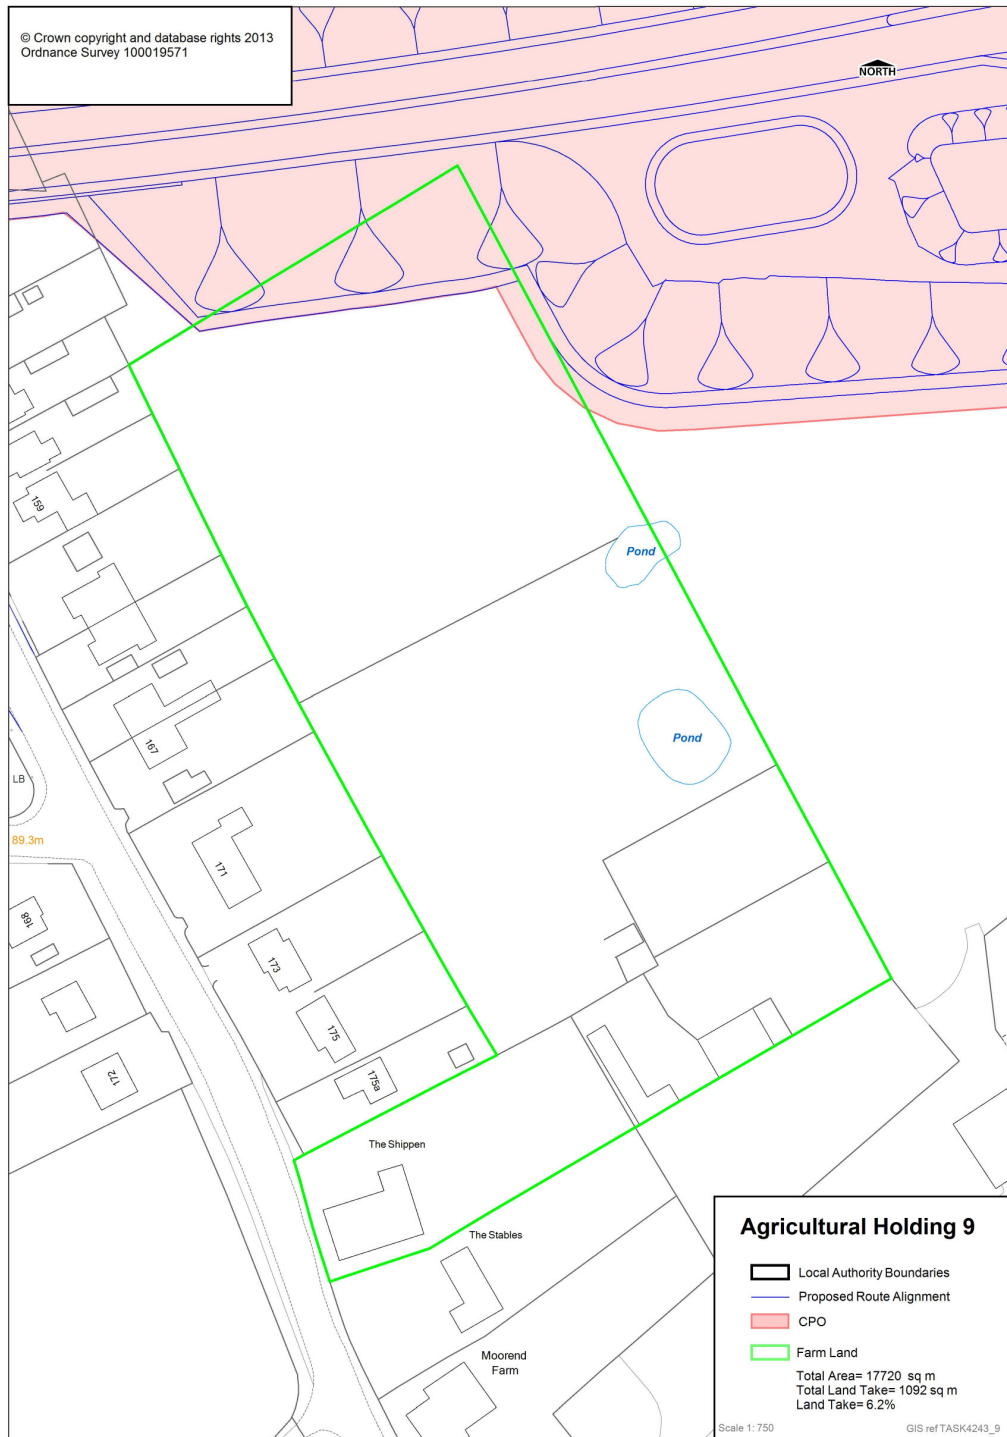 © Crown copyright and database rights 2013
Ordnance Survey 100019571
NORTH
159
Pond
167
Pond
LB
89.3m
171
168
173
175
172
175a
The Shippen
The Stables
Moorend
Farm
Agricultural Holding 9
Local Authority Boundaries
Proposed Route Alignment
CPO
Farm Land
Total Area= 17720 sq m
Total Land Take= 1092 sq m
Land Take= 6.2%
Scale 1: 750
GIS ref TASK4243_9